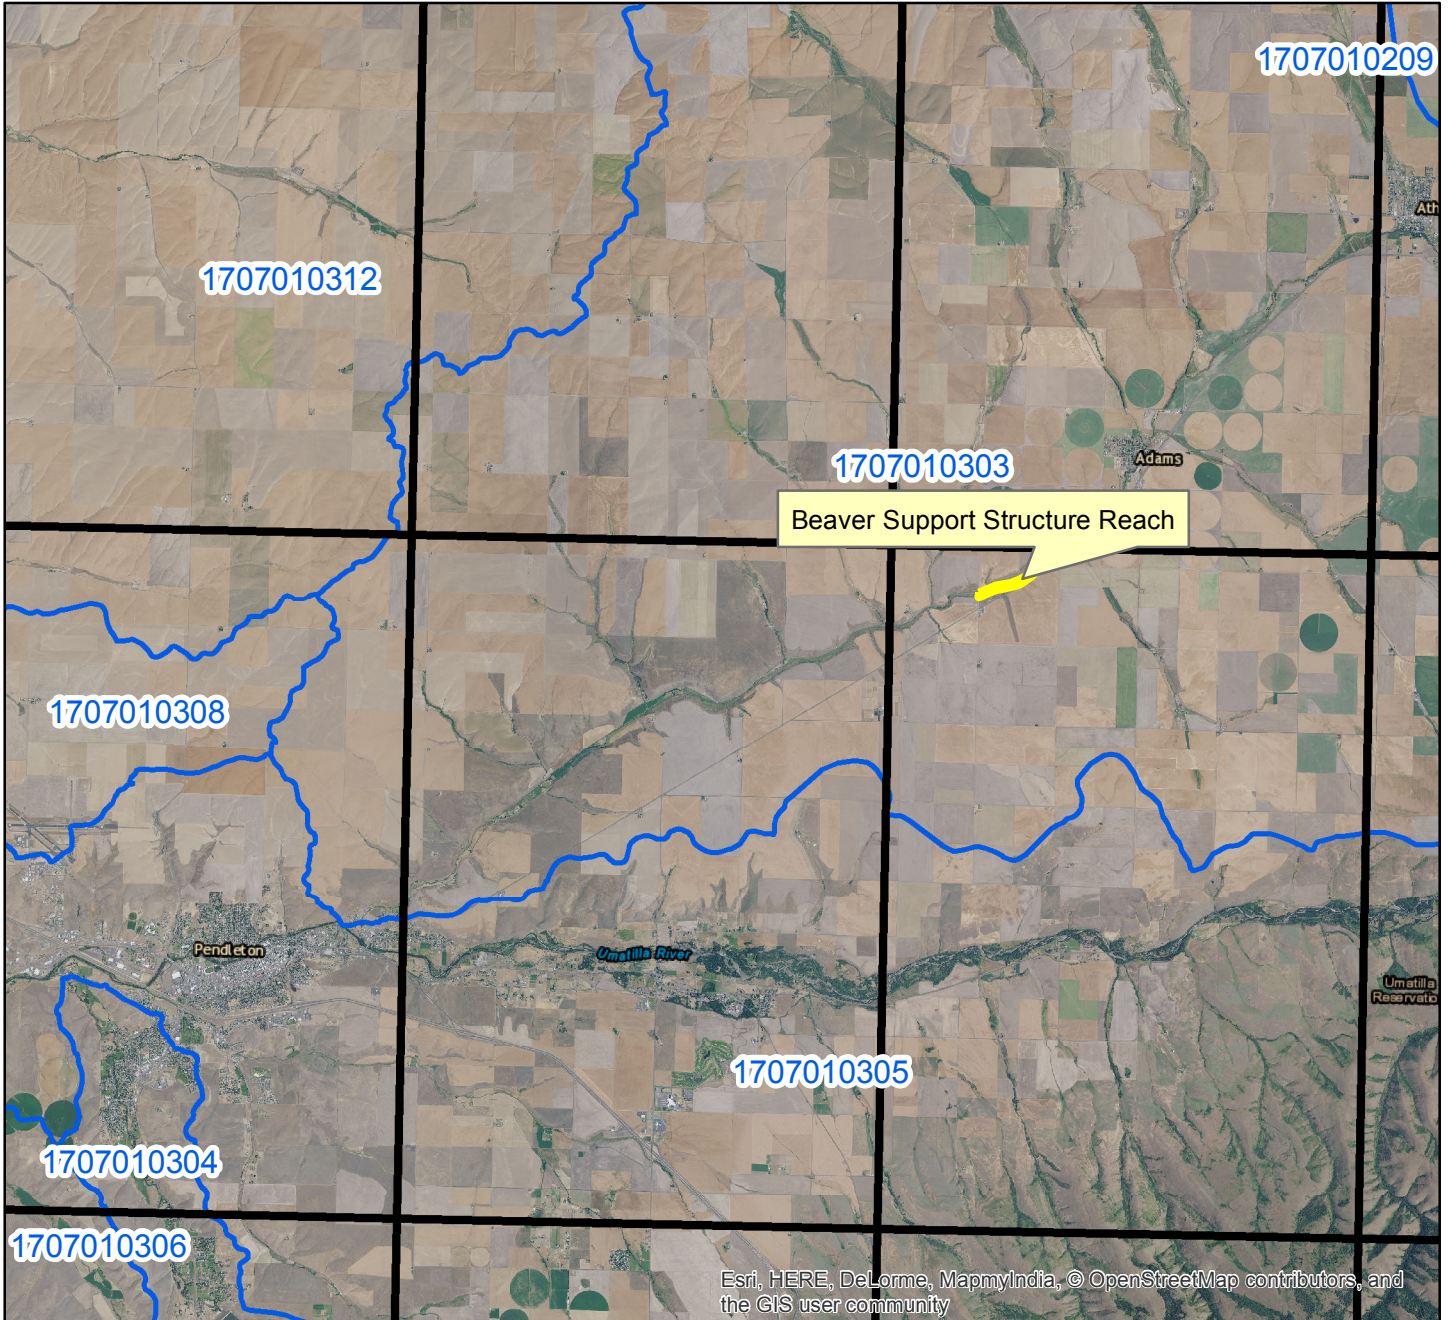 1707010209
Ath
1707010312
1707010303
Adams
Beaver Support Structure Reach
1707010308
Pendleton
Umatilla River
Umatilla
Reservatio
1707010305
1707010304
1707010306
Esri, HERE, DeLorme, MapmyIndia, © OpenStreetMap contributors, and
the GIS user community